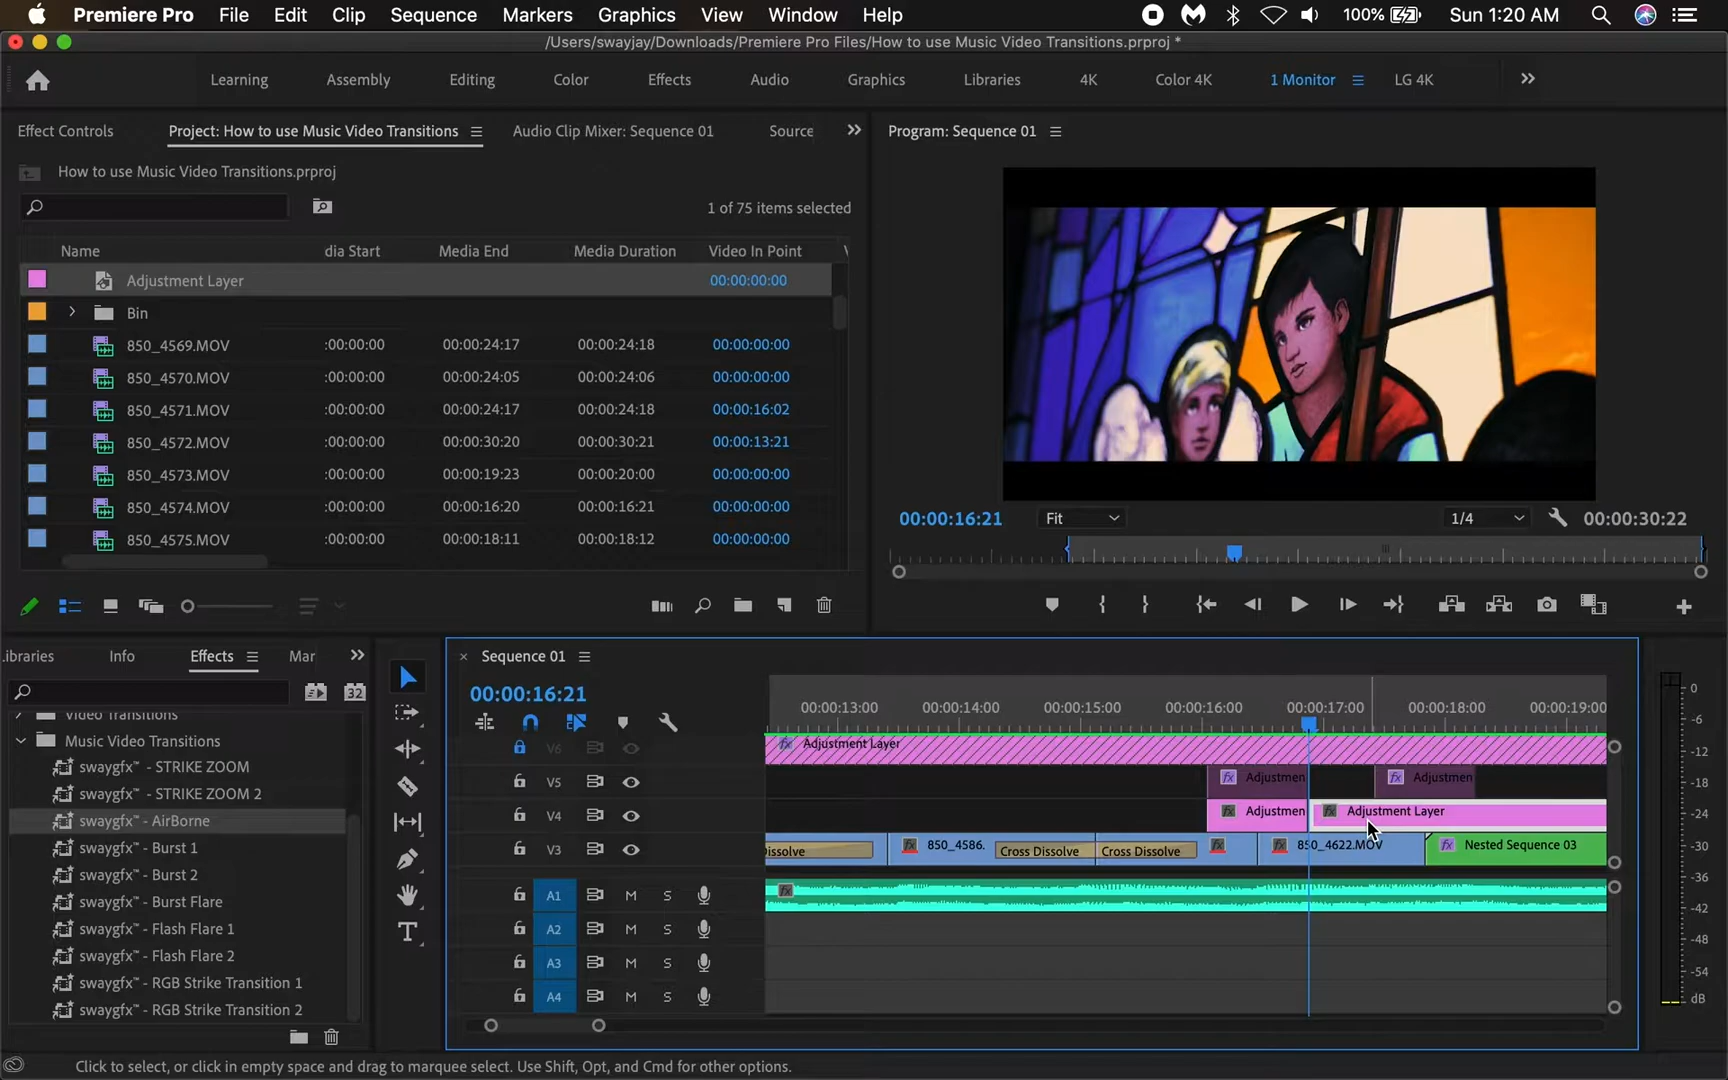 Premiere Pro File Edit Clip Sequence Markers Graphics View Window Help 100% Sun 1:20 AM
/Users/swayjay/Downloads/Premiere Pro Files/How to use Music Video Transitions.prproj *
Learning Assembly Editing Color Effects Audio Graphics Libraries 4K Color 4K 1 Monitor LG 4K
Effect Controls Project: How to use Music Video Transitions Audio Clip Mixer: Sequence 01 Source
Program: Sequence 01
How to use Music Video Transitions.prproj
1 of 75 items selected
Name dia Start Media End Media Duration Video In Point
Adjustment Layer 00:00:00:00
Bin
850_4569.MOV :00:00:00 00:00:24:17 00:00:24:18 00:00:00:00
850_4570.MOV :00:00:00 00:00:24:05 00:00:24:06 00:00:00:00
850_4571.MOV :00:00:00 00:00:24:17 00:00:24:18 00:00:16:02
850_4572.MOV :00:00:00 00:00:30:20 00:00:30:21 00:00:13:21
850_4573.MOV :00:00:00 00:00:19:23 00:00:20:00 00:00:00:00
850_4574.MOV :00:00:00 00:00:16:20 00:00:16:21 00:00:00:00
850_4575.MOV :00:00:00 00:00:18:11 00:00:18:12 00:00:00:00
00:00:16:21 Fit 1/4 00:00:30:22
ibraries Info Effects Mar
32
Video Transitions
Music Video Transitions
swaygfx™ - STRIKE ZOOM
swaygfx™ - STRIKE ZOOM 2
swaygfx™ - AirBorne
swaygfx™ - Burst 1
swaygfx™ - Burst 2
swaygfx™ - Burst Flare
swaygfx™ - Flash Flare 1
swaygfx™ - Flash Flare 2
swaygfx™ - RGB Strike Transition 1
swaygfx™ - RGB Strike Transition 2
× Sequence 01
00:00:16:21
00:00:13:00 00:00:14:00 00:00:15:00 00:00:16:00 00:00:17:00 00:00:18:00 00:00:19:00
V6 fx Adjustment Layer
V5 fx Adjustmen fx Adjustmen
V4 fx Adjustmen fx Adjustment Layer
V3 Dissolve fx 850_4586. Cross Dissolve Cross Dissolve fx fx 850_4622.MOV fx Nested Sequence 03
A1 M S fx
A2 M S
A3 M S
A4 M S
0
-6
-12
-18
-24
-30
-36
-42
-48
-54
dB
Click to select, or click in empty space and drag to marquee select. Use Shift, Opt, and Cmd for other options.